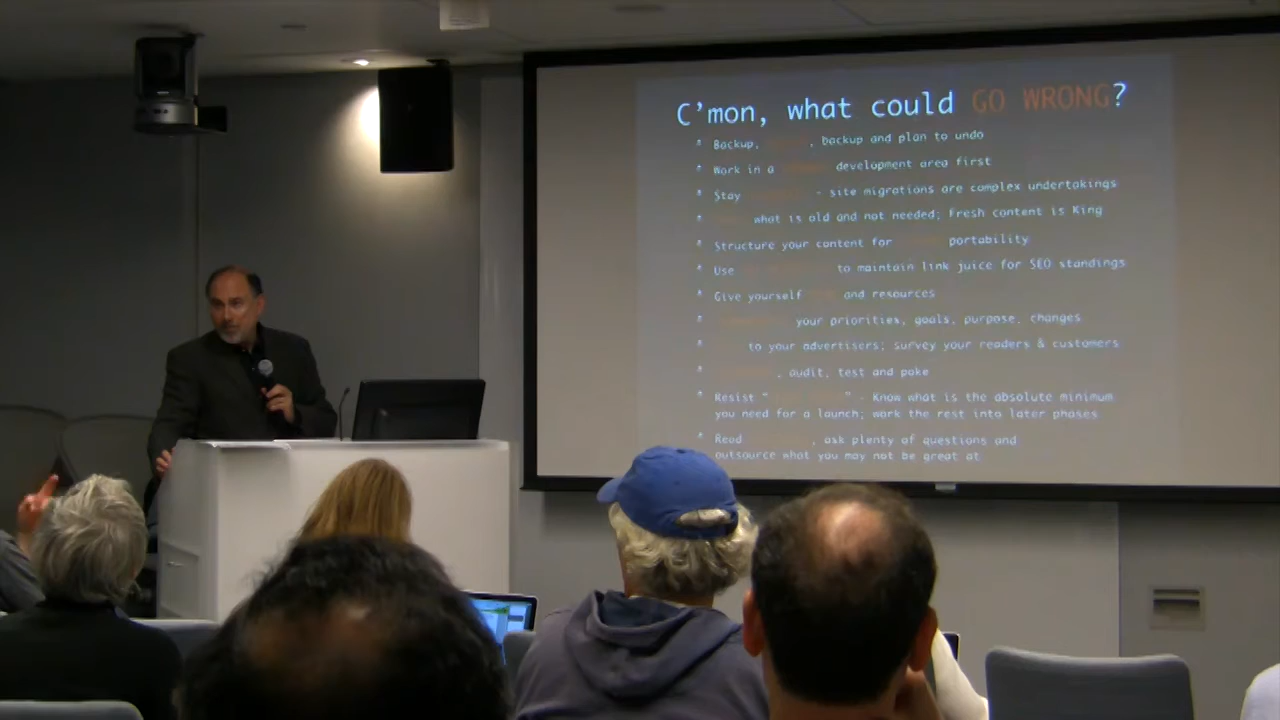 C'mon, what could GO WRONG?
* Backup, , backup and plan to undo
* Work in a development area first
* Stay - site migrations are complex undertakings
* what is old and not needed; Fresh content is King
* Structure your content for portability
* Use to maintain link juice for SEO standings
* Give yourself and resources
* your priorities, goals, purpose, changes
* to your advertisers; survey your readers & customers
* , audit, test and poke
* Resist " " - Know what is the absolute minimum
you need for a launch; work the rest into later phases
* Read , ask plenty of questions and
outsource what you may not be great at